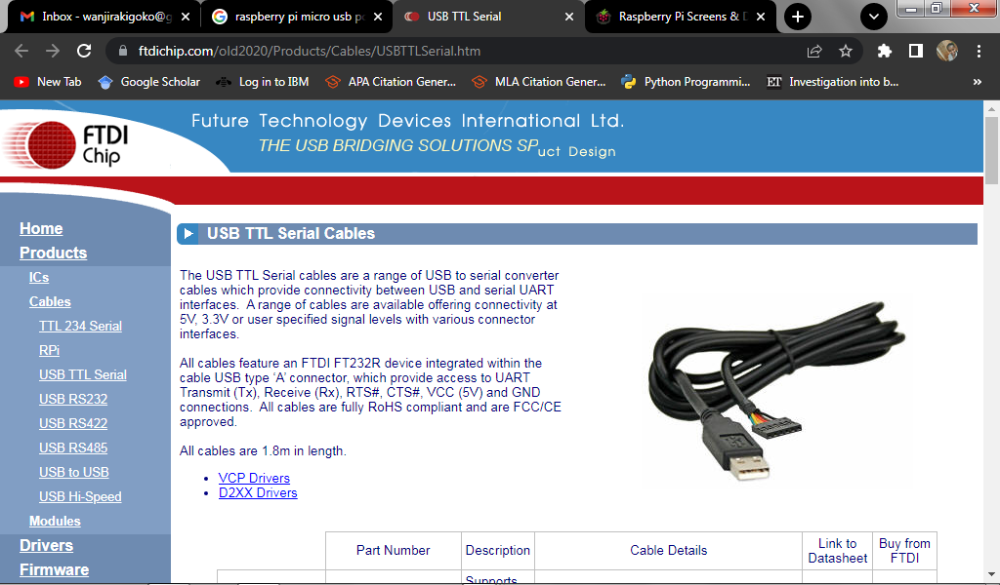 Inbox - wanjirakigoko@g
raspberry pi micro usb po
USB TTL Serial
Raspberry Pi Screens & D
ftdichip.com/old2020/Products/Cables/USBTTLSerial.htm
New Tab
Google Scholar
Log in to IBM
APA Citation Gener...
MLA Citation Gener...
Python Programmi...
ET Investigation into b...
»
FTDI
Chip
Future Technology Devices International Ltd.
THE USB BRIDGING SOLUTIONS SP
uct Design
Home
Products
ICs
Cables
TTL 234 Serial
RPi
USB TTL Serial
USB RS232
USB RS422
USB RS485
USB to USB
USB Hi-Speed
Modules
Drivers
Firmware
USB TTL Serial Cables
The USB TTL Serial cables are a range of USB to serial converter
cables which provide connectivity between USB and serial UART
interfaces. A range of cables are available offering connectivity at
5V, 3.3V or user specified signal levels with various connector
interfaces.
All cables feature an FTDI FT232R device integrated within the
cable USB type ‘A’ connector, which provide access to UART
Transmit (Tx), Receive (Rx), RTS#, CTS#, VCC (5V) and GND
connections. All cables are fully RoHS compliant and are FCC/CE
approved.
All cables are 1.8m in length.
• VCP Drivers
• D2XX Drivers
Part Number
Description
Cable Details
Link to
Datasheet
Buy from
FTDI
Supports